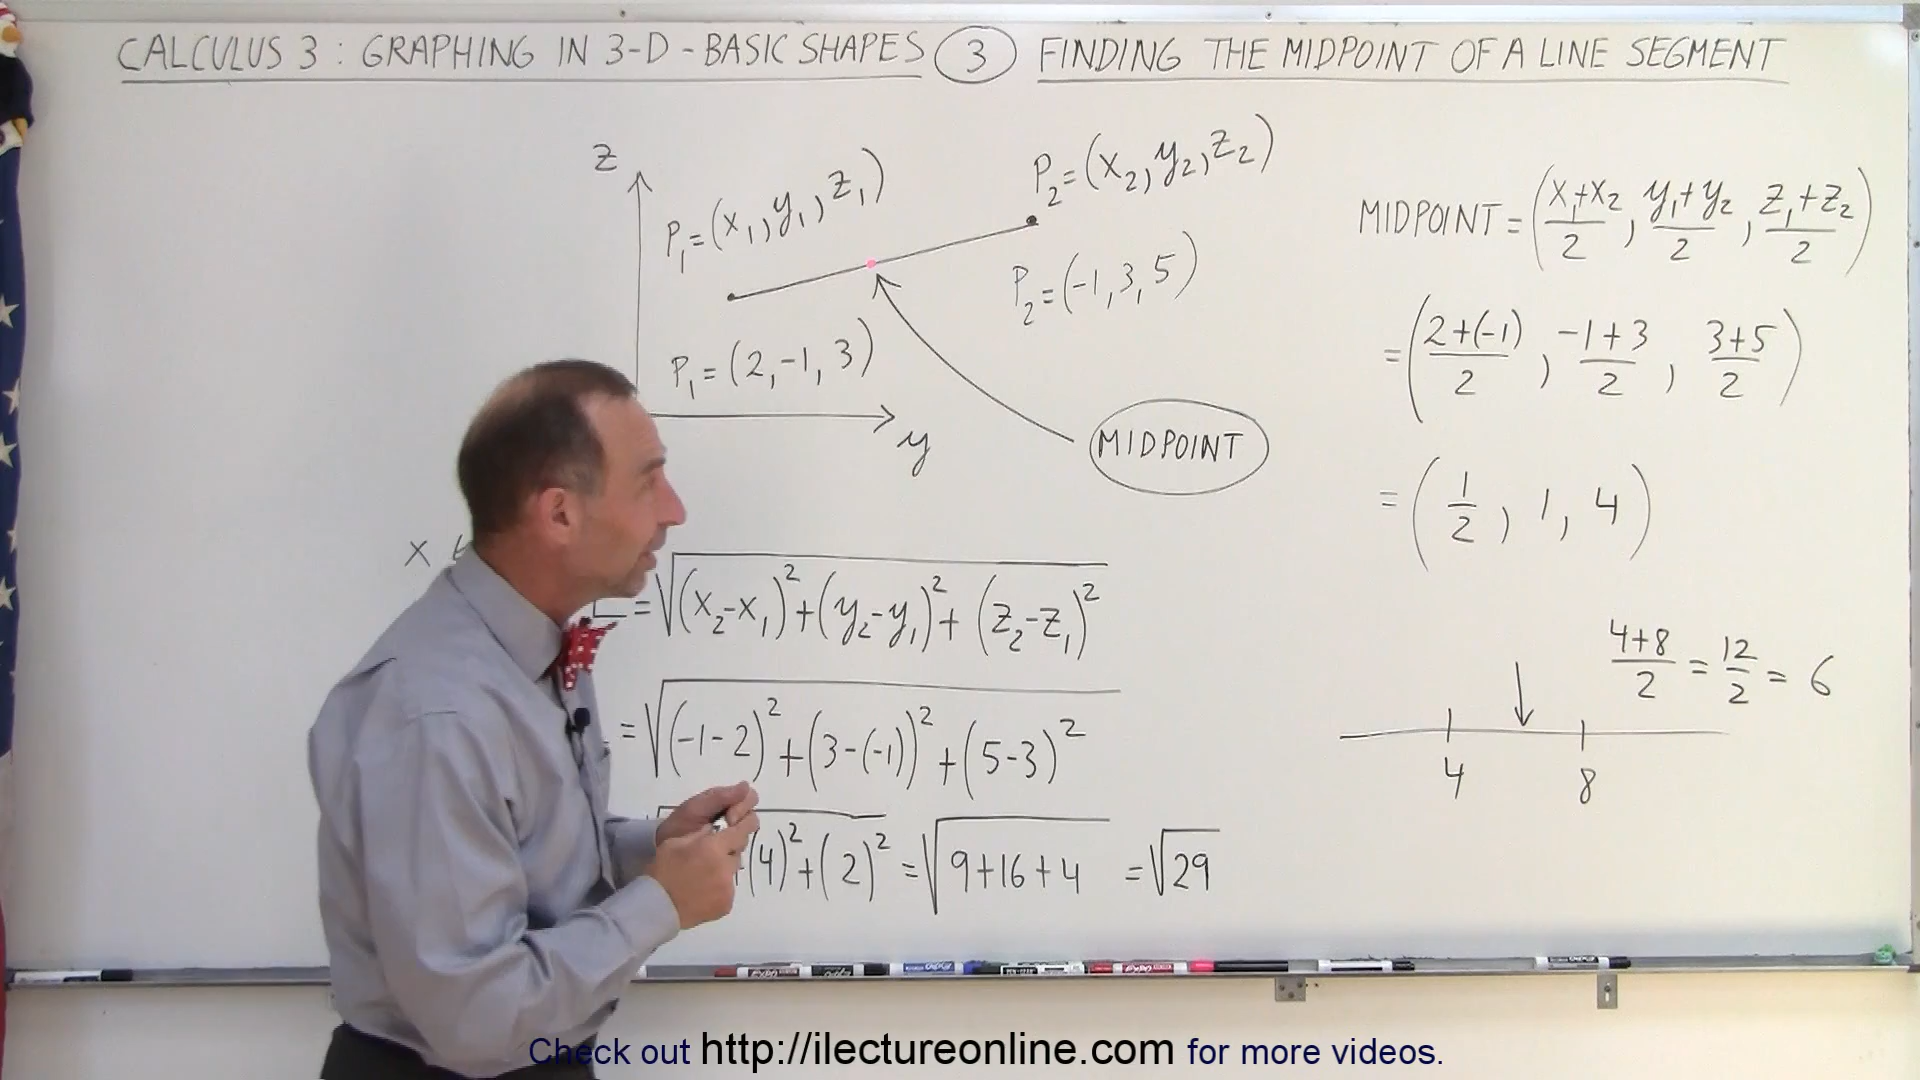 CALCULUS 3 : GRAPHING IN 3-D - BASIC SHAPES (3) FINDING THE MIDPOINT OF A LINE SEGMENT
z
P₁=(x₁,y₁,z₁)
P₂=(x₂,y₂,z₂)
P₂=(-1,3,5)
P₁=(2,-1,3)
y
MIDPOINT
x
L=√((x₂-x₁)²+(y₂-y₁)²+(z₂-z₁)²)
=√((-1-2)²+(3-(-1))²+(5-3)²)
+(4)²+(2)² =√(9+16+4) =√29
MIDPOINT=((x₁+x₂)/2, (y₁+y₂)/2, (z₁+z₂)/2)
=((2+(-1))/2, (-1+3)/2, (3+5)/2)
=(1/2, 1, 4)
(4+8)/2 = 12/2 = 6
4 8
Check out http://ilectureonline.com for more videos.